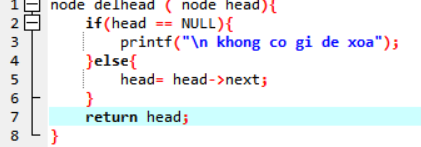 1 node delhead ( node head){
2 if(head == NULL){
3 printf("\n khong co gi de xoa");
4 }else{
5 head= head->next;
6 }
7 return head;
8 }